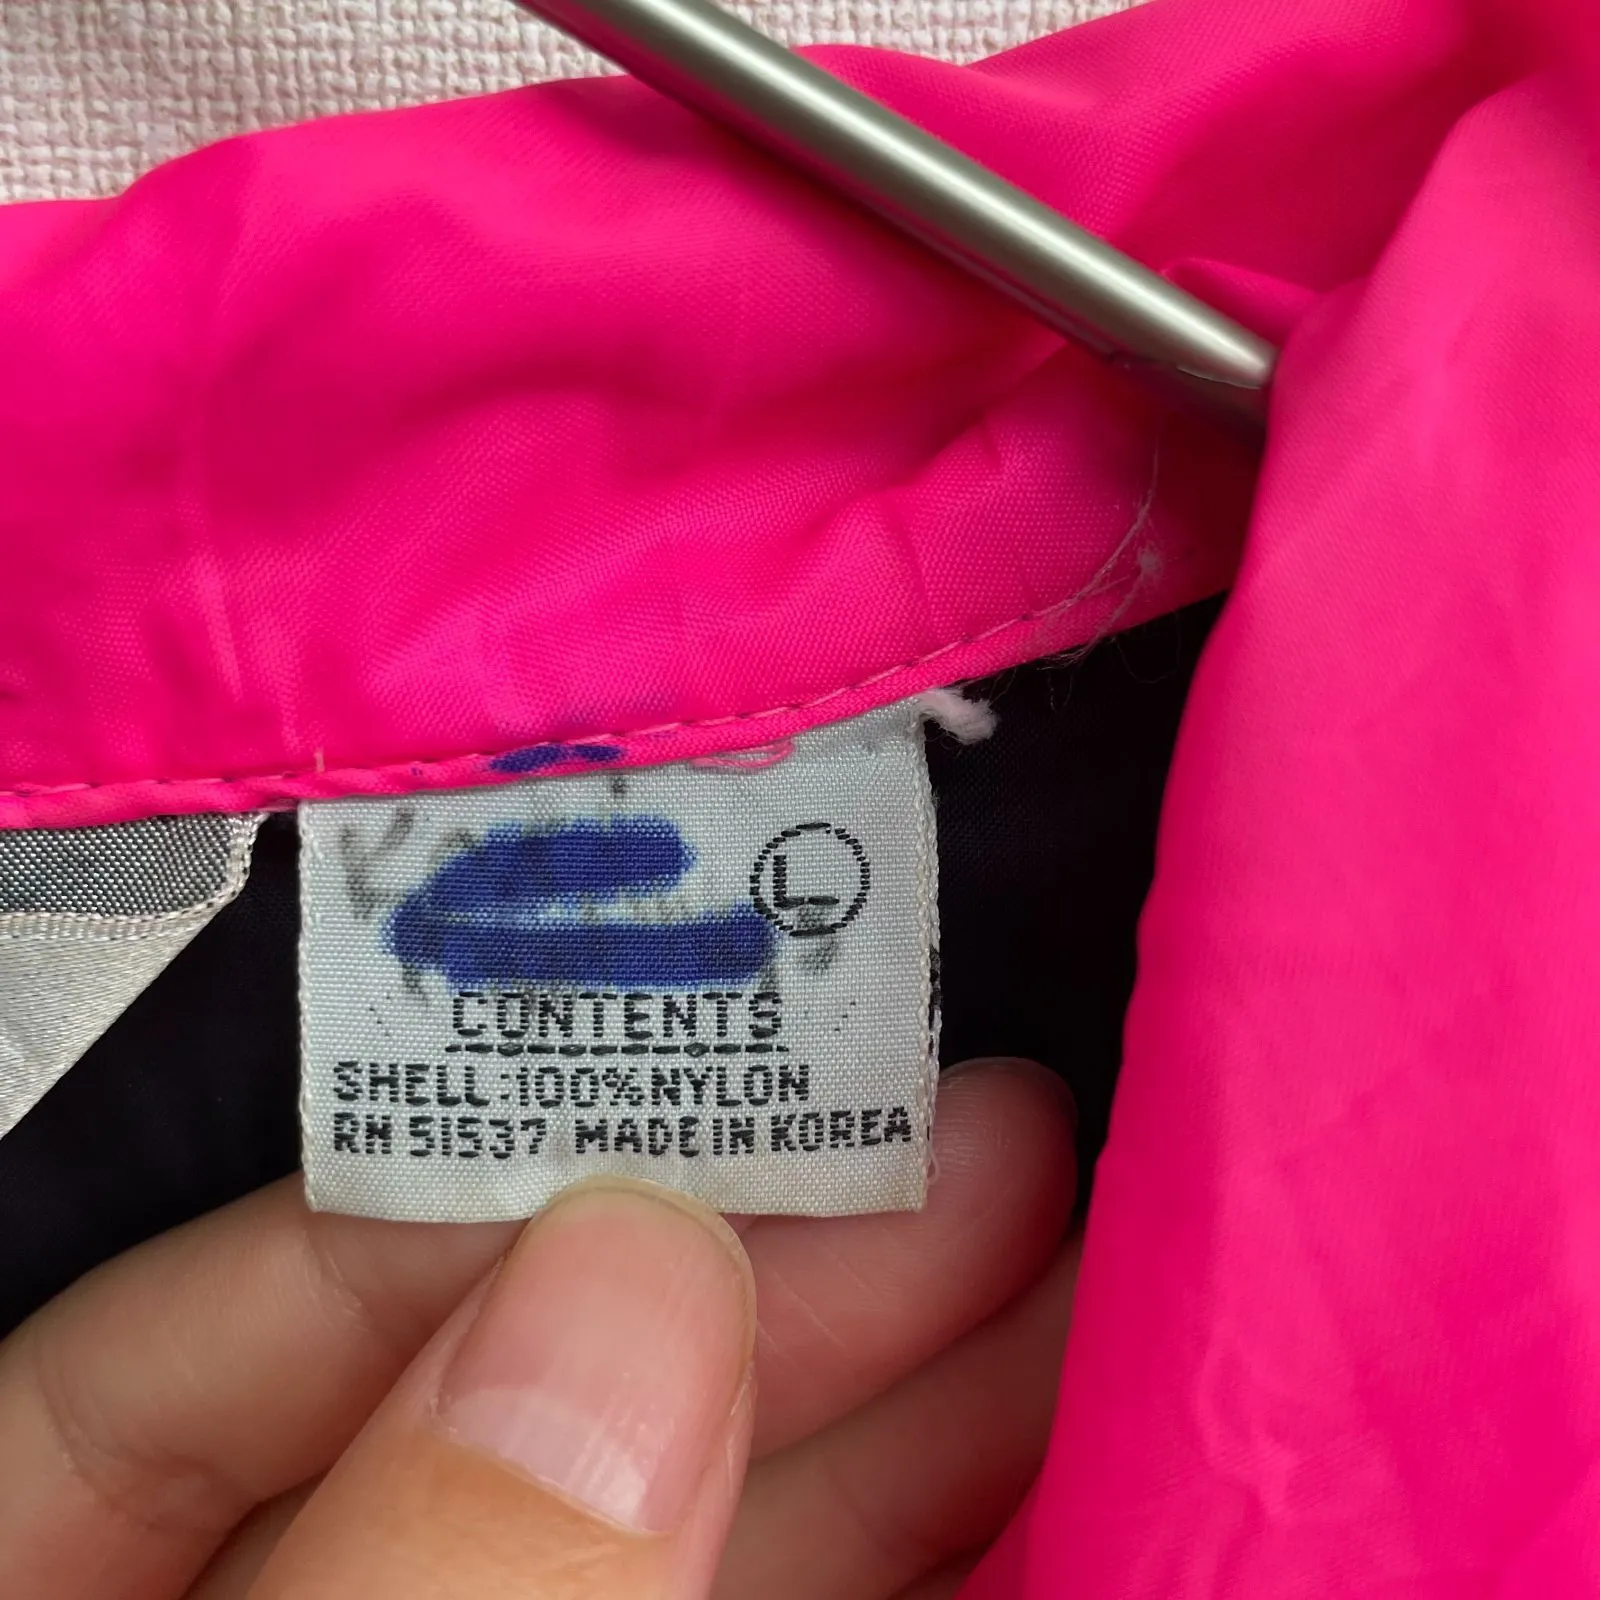 L
CONTENTS
SHELL:100%NYLON
RN 51537 MADE IN KOREA